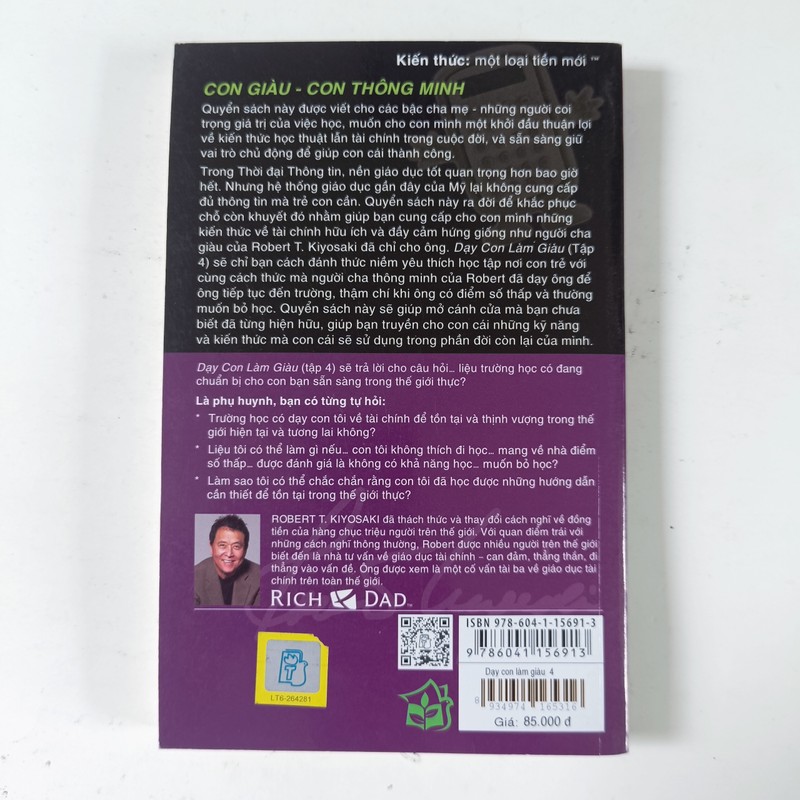 Kiến thức: một loại tiền mới ™
CON GIÀU - CON THÔNG MINH
Quyển sách này được viết cho các bậc cha mẹ - những người coi
trọng giá trị của việc học, muốn cho con mình một khởi đầu thuận lợi
về kiến thức học thuật lẫn tài chính trong cuộc đời, và sẵn sàng giữ
vai trò chủ động để giúp con cái thành công.
Trong Thời đại Thông tin, nền giáo dục tốt quan trọng hơn bao giờ
hết. Nhưng hệ thống giáo dục gần đây của Mỹ lại không cung cấp
đủ thông tin mà trẻ con cần. Quyển sách này ra đời để khắc phục
chỗ còn khuyết đó nhằm giúp bạn cung cấp cho con mình những
kiến thức về tài chính hữu ích và đầy cảm hứng giống như người cha
giàu của Robert T. Kiyosaki đã chỉ cho ông. Dạy Con Làm Giàu (Tập
4) sẽ chỉ bạn cách đánh thức niềm yêu thích học tập nơi con trẻ với
cùng cách thức mà người cha thông minh của Robert đã dạy ông để
ông tiếp tục đến trường, thậm chí khi ông có điểm số thấp và thường
muốn bỏ học. Quyển sách này sẽ giúp mở cánh cửa mà bạn chưa
biết đã từng hiện hữu, giúp bạn truyền cho con cái những kỹ năng
và kiến thức mà con cái sẽ sử dụng trong phần đời còn lại của mình.
Dạy Con Làm Giàu (tập 4) sẽ trả lời cho câu hỏi... liệu trường học có đang
chuẩn bị cho con bạn sẵn sàng trong thế giới thực?
Là phụ huynh, bạn có từng tự hỏi:
* Trường học có dạy con tôi về tài chính để tồn tại và thịnh vượng trong thế
giới hiện tại và tương lai không?
* Liệu tôi có thể làm gì nếu... con tôi không thích đi học... mang về nhà điểm
số thấp... được đánh giá là không có khả năng học... muốn bỏ học?
* Làm sao tôi có thể chắc chắn rằng con tôi đã học được những hướng dẫn
cần thiết để tồn tại trong thế giới thực?
ROBERT T. KIYOSAKI đã thách thức và thay đổi cách nghĩ về đồng
tiền của hàng chục triệu người trên thế giới. Với quan điểm trái với
những cách nghĩ thông thường, Robert được nhiều người trên thế giới
biết đến là nhà tư vấn về giáo dục tài chính – can đảm, thẳng thắn, đi
thẳng vào vấn đề. Ông được xem là một cố vấn tài ba về giáo dục tài
chính trên toàn thế giới.
RICH DAD™
ISBN 978-604-1-15691-3
9 786041 156913
Dạy con làm giàu 4
8 934974 165316
Giá: 85.000 đ
LT6-264281